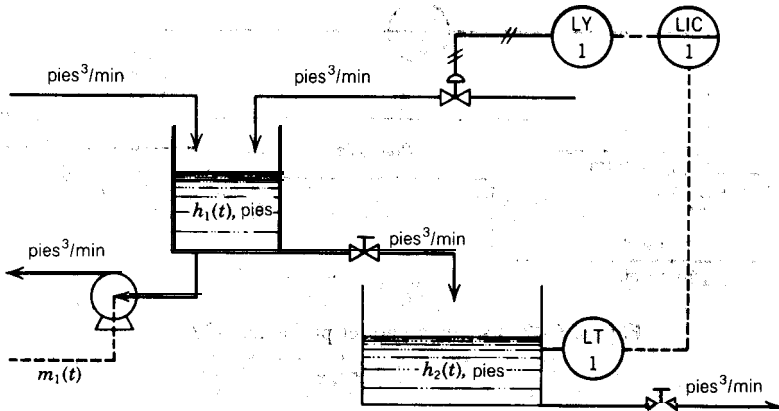 LY
1
LIC
1
pies³/min
pies³/min
h₁(t), pies
pies³/min
pies³/min
m₁(t)
LT
1
h₂(t), pies
pies³/min